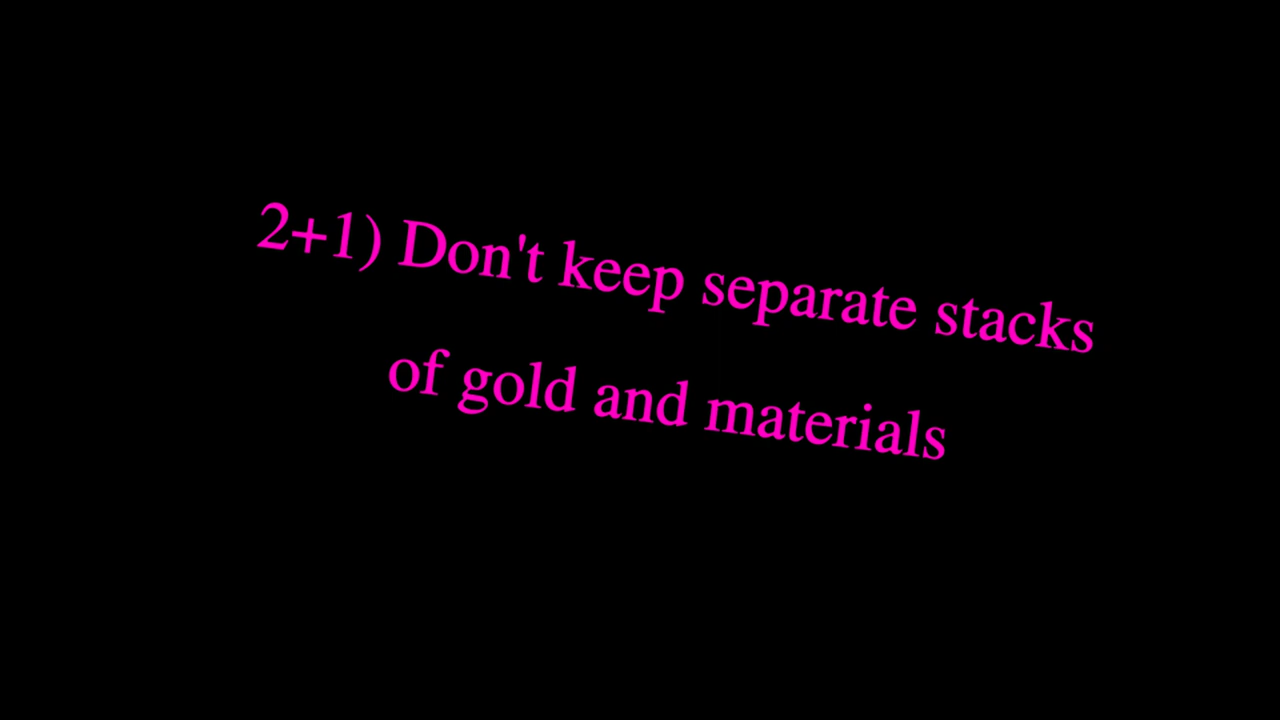 2+1) Don't keep separate stacks
of gold and materials